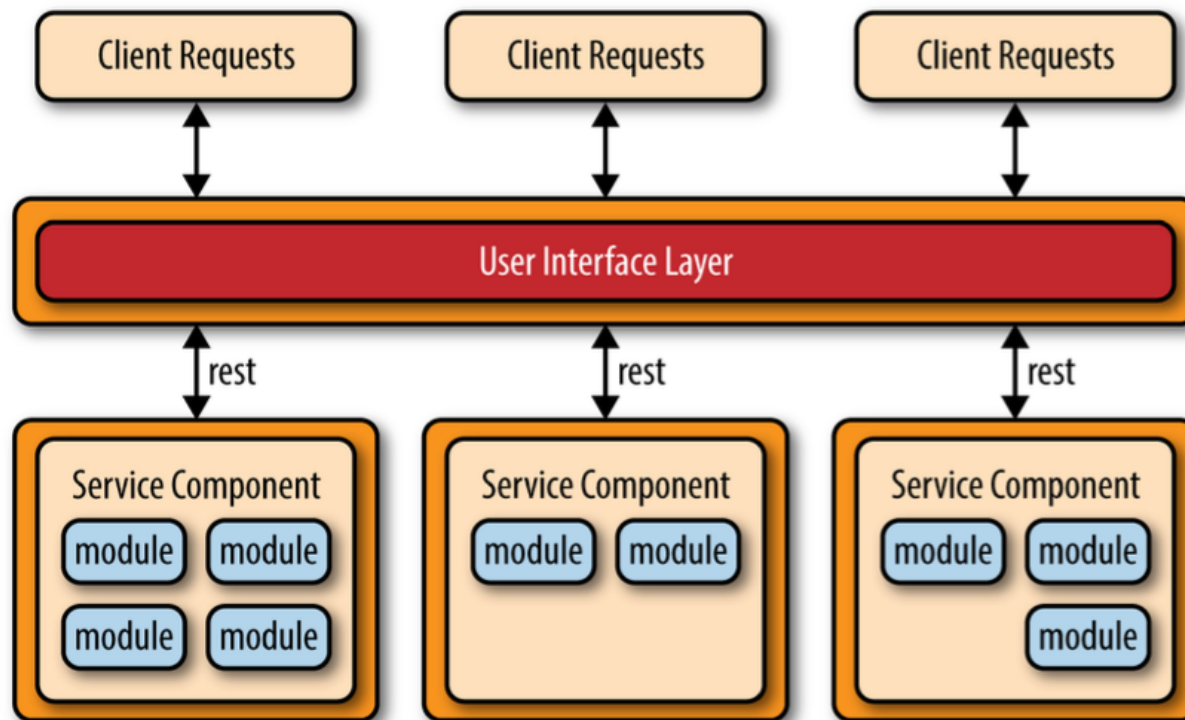 Client Requests
Client Requests
Client Requests
User Interface Layer
rest
rest
rest
Service Component
module module
module module
Service Component
module module
Service Component
module module
module